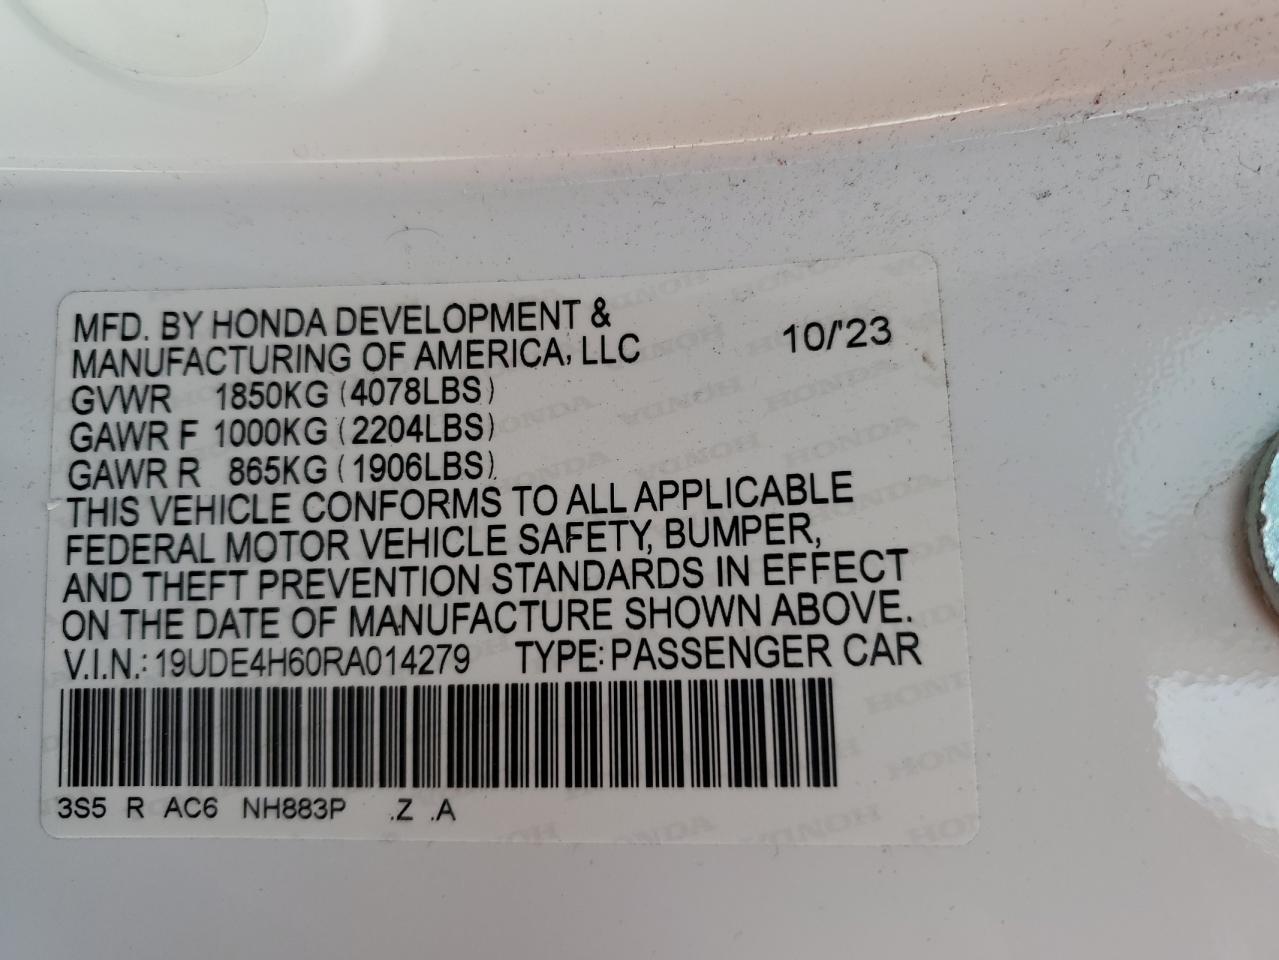 MFD. BY HONDA DEVELOPMENT &
MANUFACTURING OF AMERICA, LLC 10/'23
GVWR 1850KG (4078LBS)
GAWR F 1000KG (2204LBS)
GAWR R 865KG (1906LBS)
THIS VEHICLE CONFORMS TO ALL APPLICABLE
FEDERAL MOTOR VEHICLE SAFETY, BUMPER,
AND THEFT PREVENTION STANDARDS IN EFFECT
ON THE DATE OF MANUFACTURE SHOWN ABOVE.
V.I.N.: 19UDE4H60RA014279 TYPE: PASSENGER CAR
3S5 R AC6 NH883P .Z .A